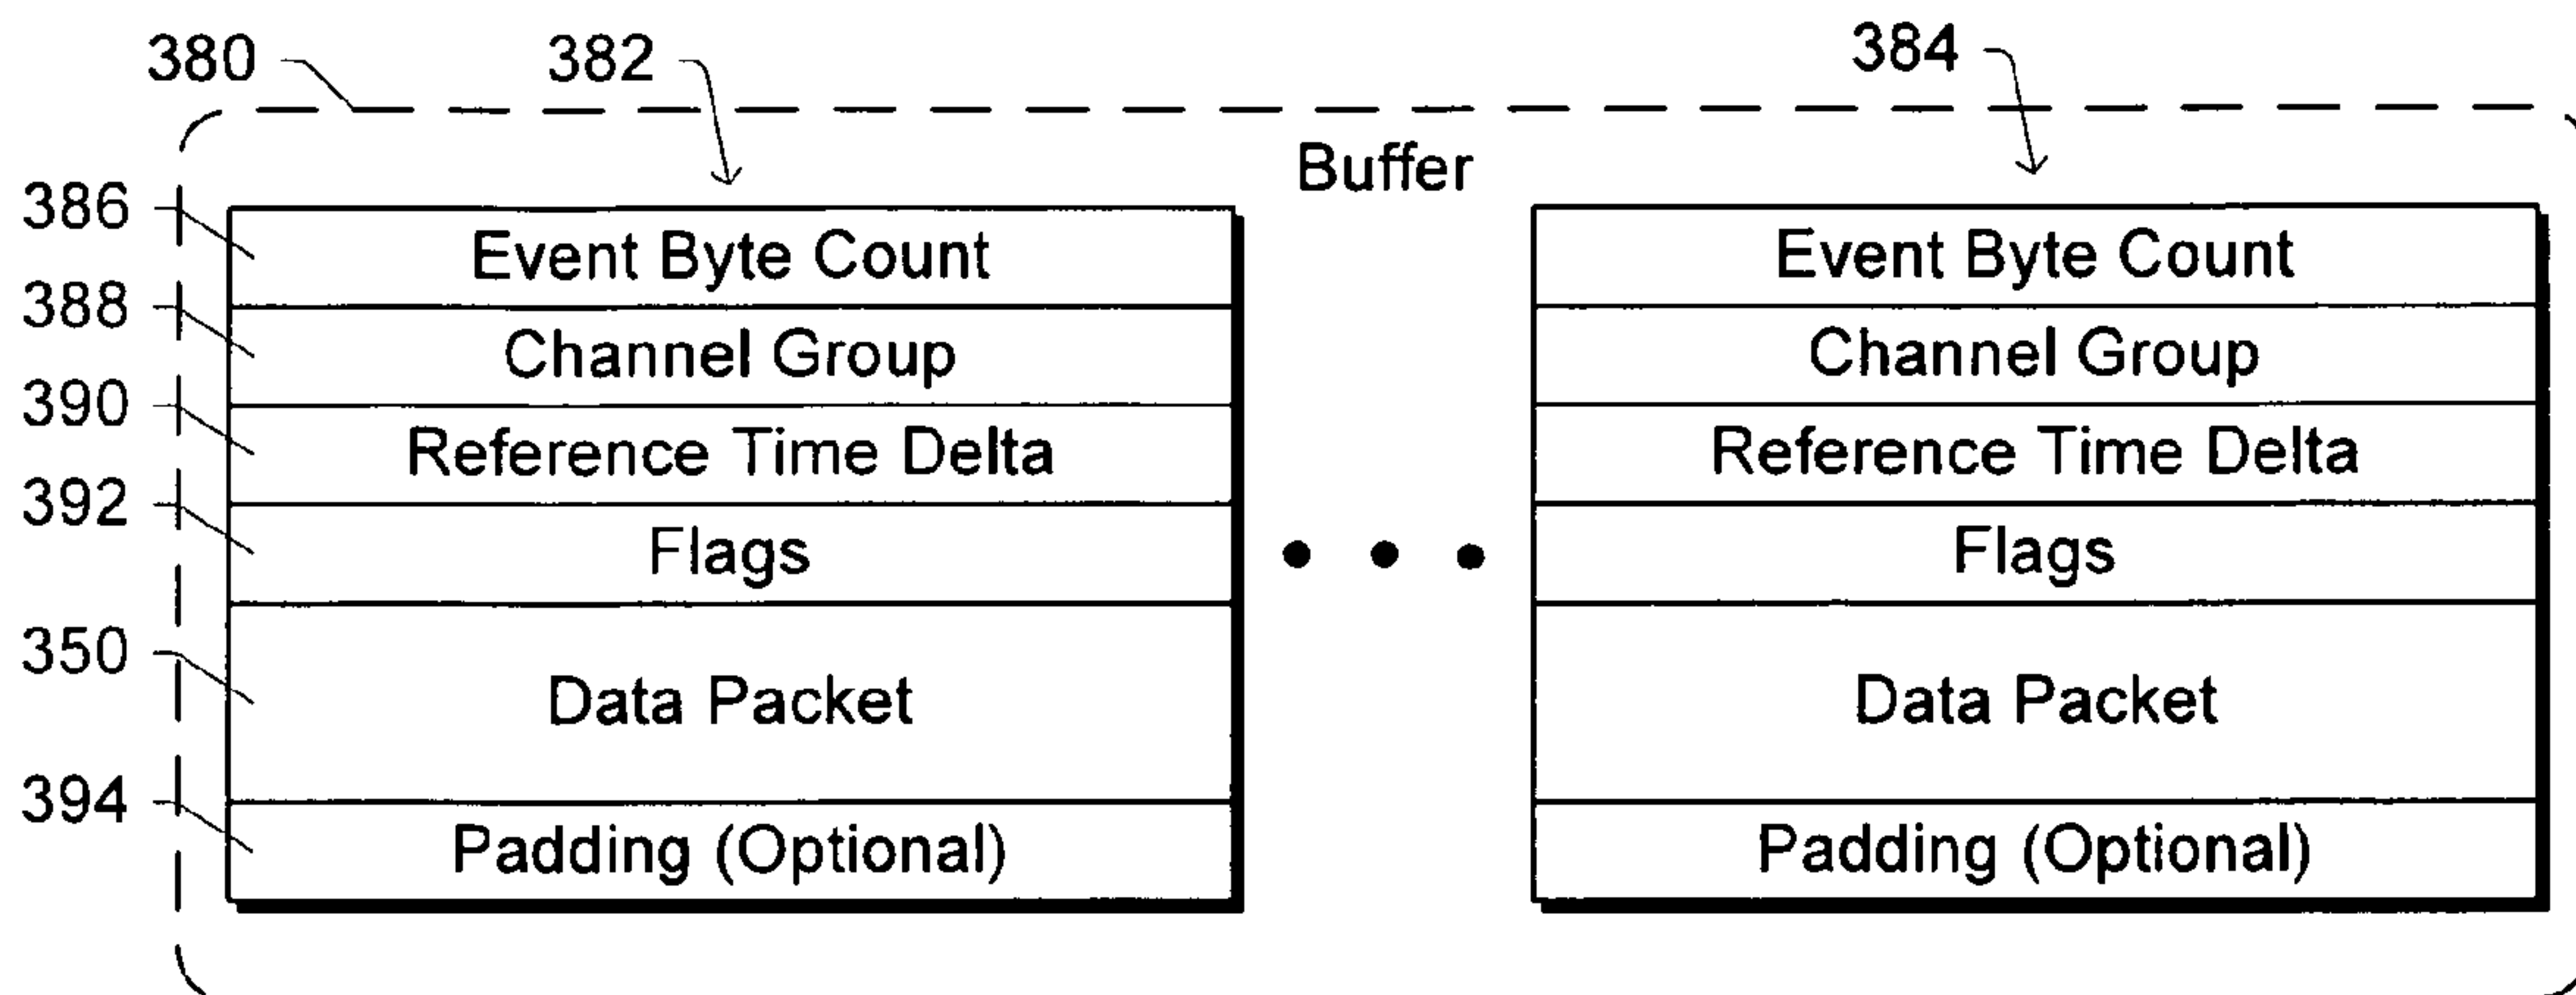 380
382
384
Buffer
386
Event Byte Count
Event Byte Count
388
Channel Group
Channel Group
390
Reference Time Delta
Reference Time Delta
392
Flags
Flags
350
Data Packet
Data Packet
394
Padding (Optional)
Padding (Optional)